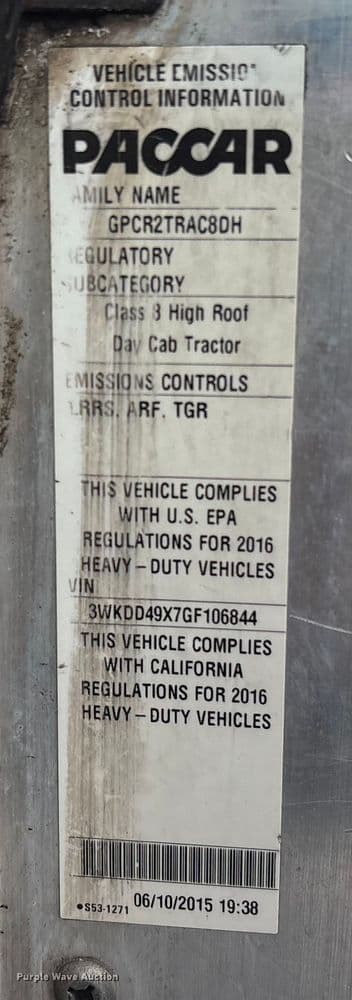 VEHICLE EMISSIO
CONTROL INFORMATION
PACCAR
AMILY NAME
GPCR2TRAC8DH
EGULATORY
SUBCATEGORY
Class 8 High Roof
Day Cab Tractor
EMISSIONS CONTROLS
LRRS, ARF, TGR
THIS VEHICLE COMPLIES
WITH U.S. EPA
REGULATIONS FOR 2016
HEAVY – DUTY VEHICLES
VIN
3WKDD49X7GF106844
THIS VEHICLE COMPLIES
WITH CALIFORNIA
REGULATIONS FOR 2016
HEAVY – DUTY VEHICLES
•S53-1271 06/10/2015 19:38
Purple Wave Auction